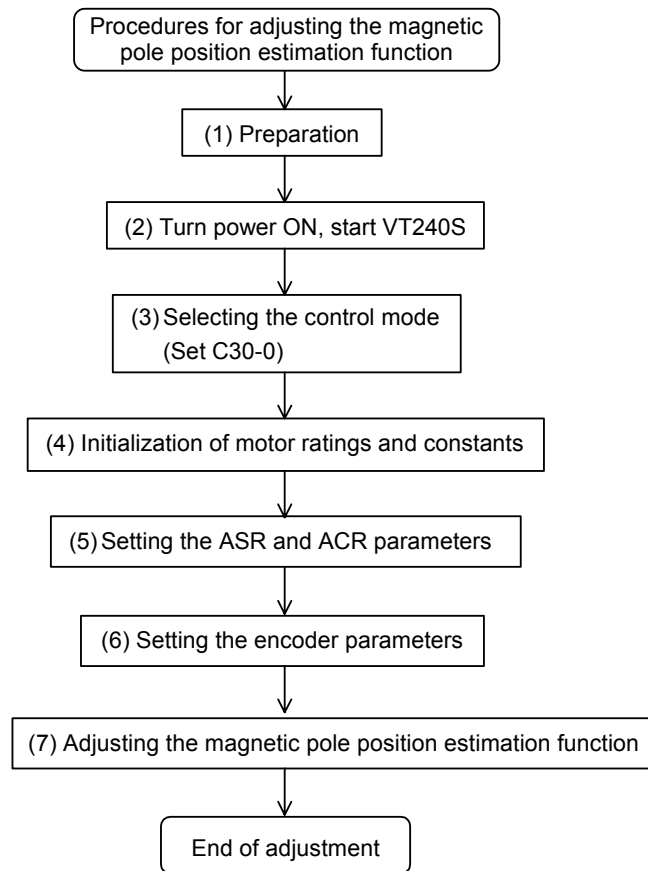 Procedures for adjusting the magnetic
pole position estimation function
(1) Preparation
(2) Turn power ON, start VT240S
(3) Selecting the control mode
(Set C30-0)
(4) Initialization of motor ratings and constants
(5) Setting the ASR and ACR parameters
(6) Setting the encoder parameters
(7) Adjusting the magnetic pole position estimation function
End of adjustment